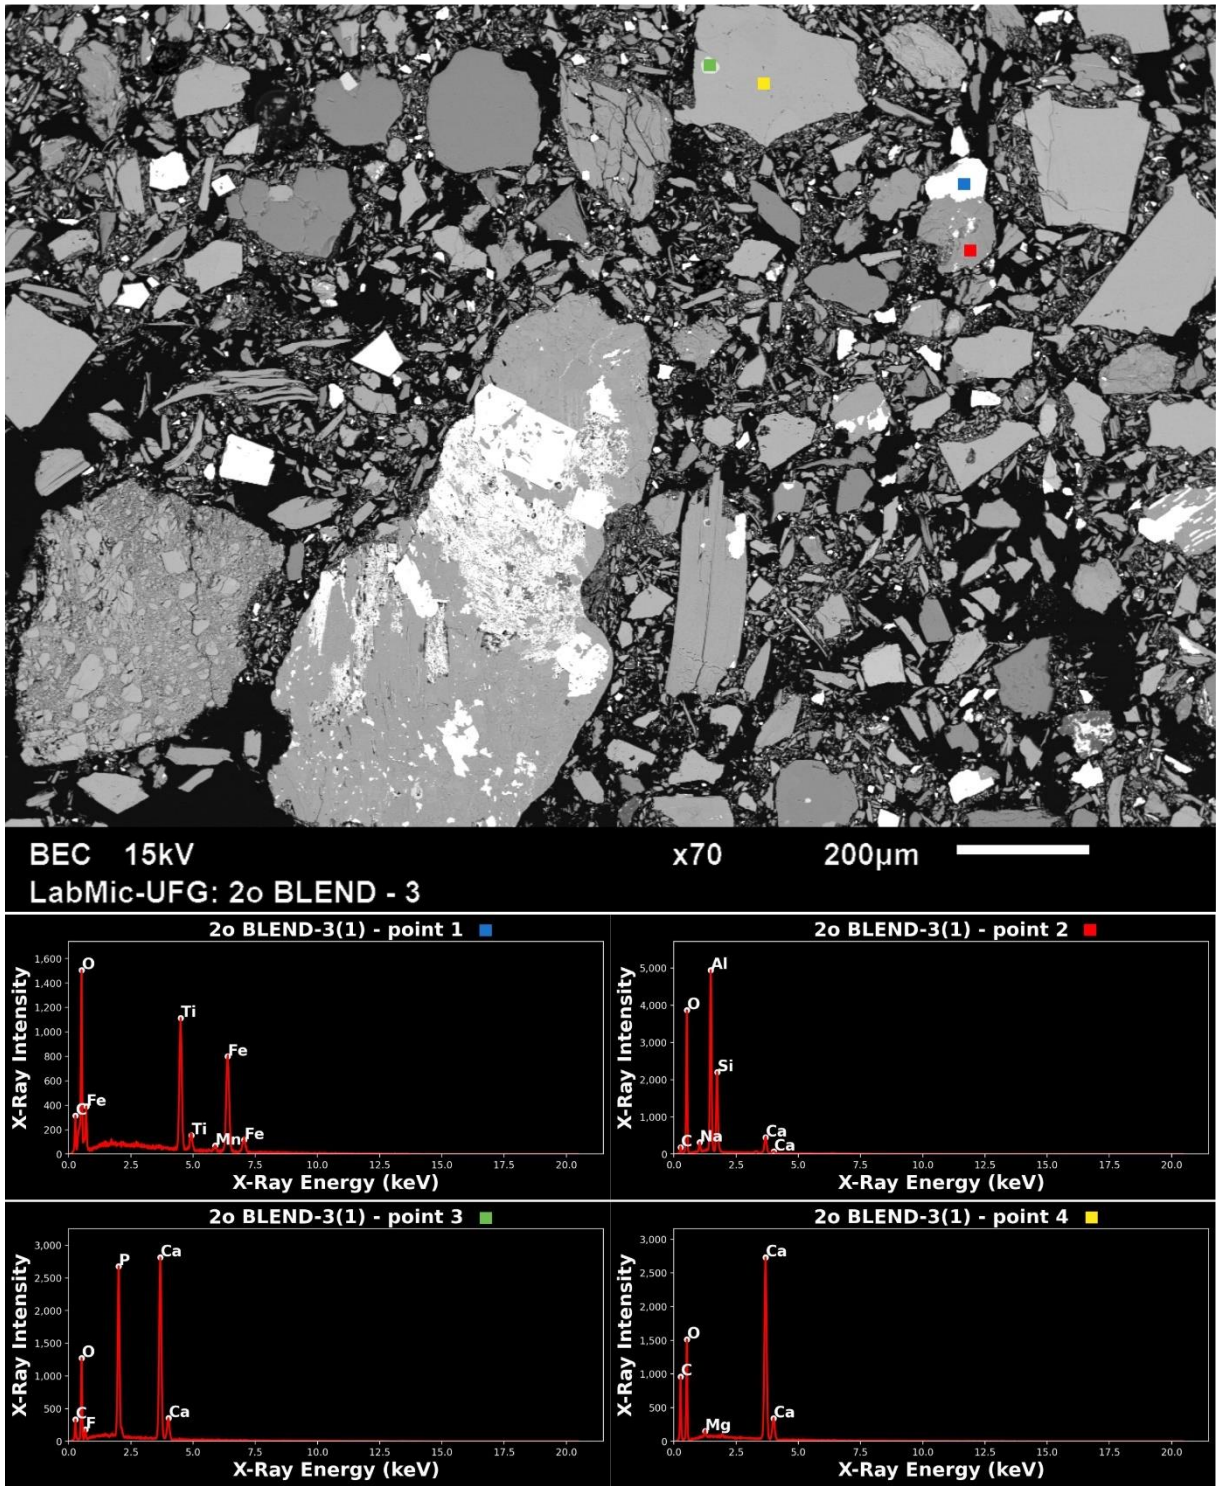 BEC 15kV x70 200µm
LabMic-UFG: 2o BLEND - 3
2o BLEND-3(1) - point 1
X-Ray Intensity
1,600
1,400
1,200
1,000
800
600
400
200
0
O
C
Fe
Ti
Ti
Mn
Fe
Fe
0.0 2.5 5.0 7.5 10.0 12.5 15.0 17.5 20.0
X-Ray Energy (keV)
2o BLEND-3(1) - point 2
X-Ray Intensity
5,000
4,000
3,000
2,000
1,000
0
C
O
Na
Al
Si
Ca
Ca
0.0 2.5 5.0 7.5 10.0 12.5 15.0 17.5 20.0
X-Ray Energy (keV)
2o BLEND-3(1) - point 3
X-Ray Intensity
3,000
2,500
2,000
1,500
1,000
500
0
C
O
F
P
Ca
Ca
0.0 2.5 5.0 7.5 10.0 12.5 15.0 17.5 20.0
X-Ray Energy (keV)
2o BLEND-3(1) - point 4
X-Ray Intensity
3,000
2,500
2,000
1,500
1,000
500
0
C
O
Mg
Ca
Ca
0.0 2.5 5.0 7.5 10.0 12.5 15.0 17.5 20.0
X-Ray Energy (keV)